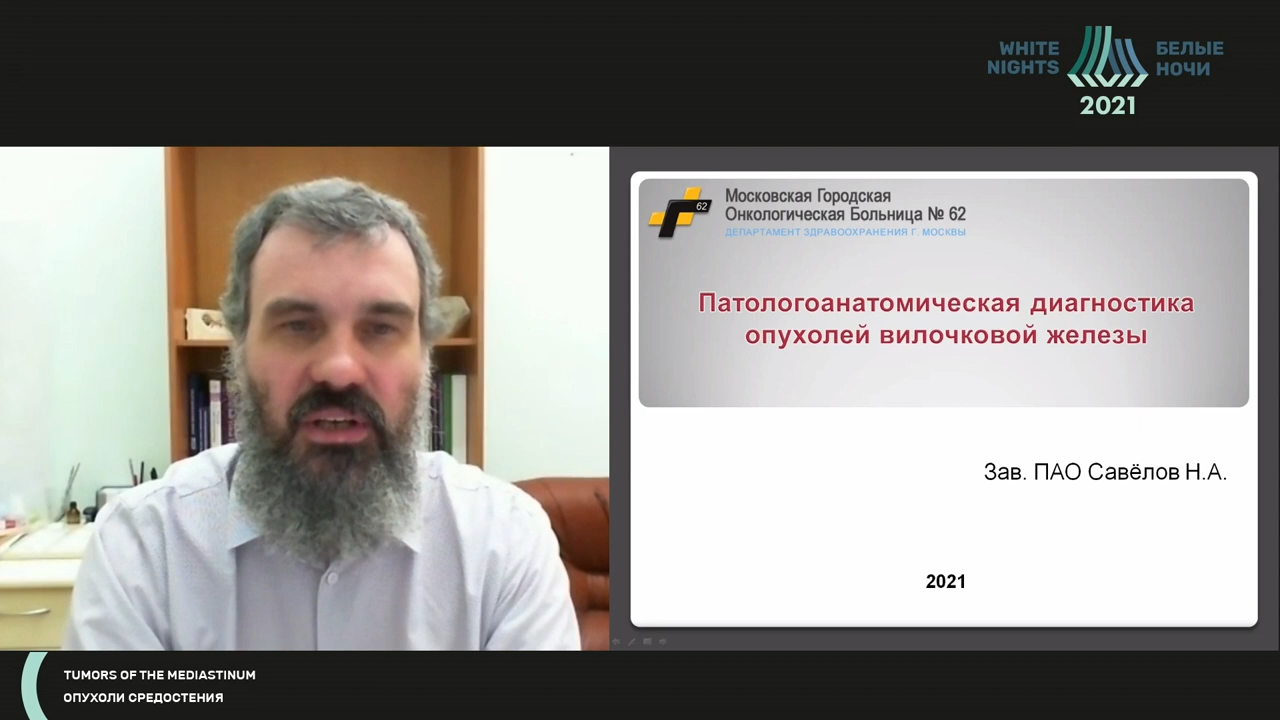 WHITE
NIGHTS
БЕЛЫЕ
НОЧИ
2021
62
Московская Городская
Онкологическая Больница № 62
ДЕПАРТАМЕНТ ЗДРАВООХРАНЕНИЯ Г. МОСКВЫ
Патологоанатомическая диагностика
опухолей вилочковой железы
Зав. ПАО Савёлов Н.А.
2021
TUMORS OF THE MEDIASTINUM
ОПУХОЛИ СРЕДОСТЕНИЯ